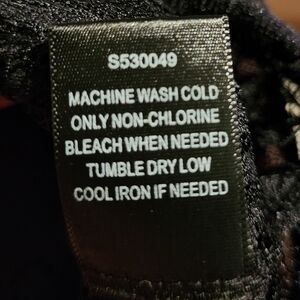 S530049
MACHINE WASH COLD
ONLY NON-CHLORINE
BLEACH WHEN NEEDED
TUMBLE DRY LOW
COOL IRON IF NEEDED